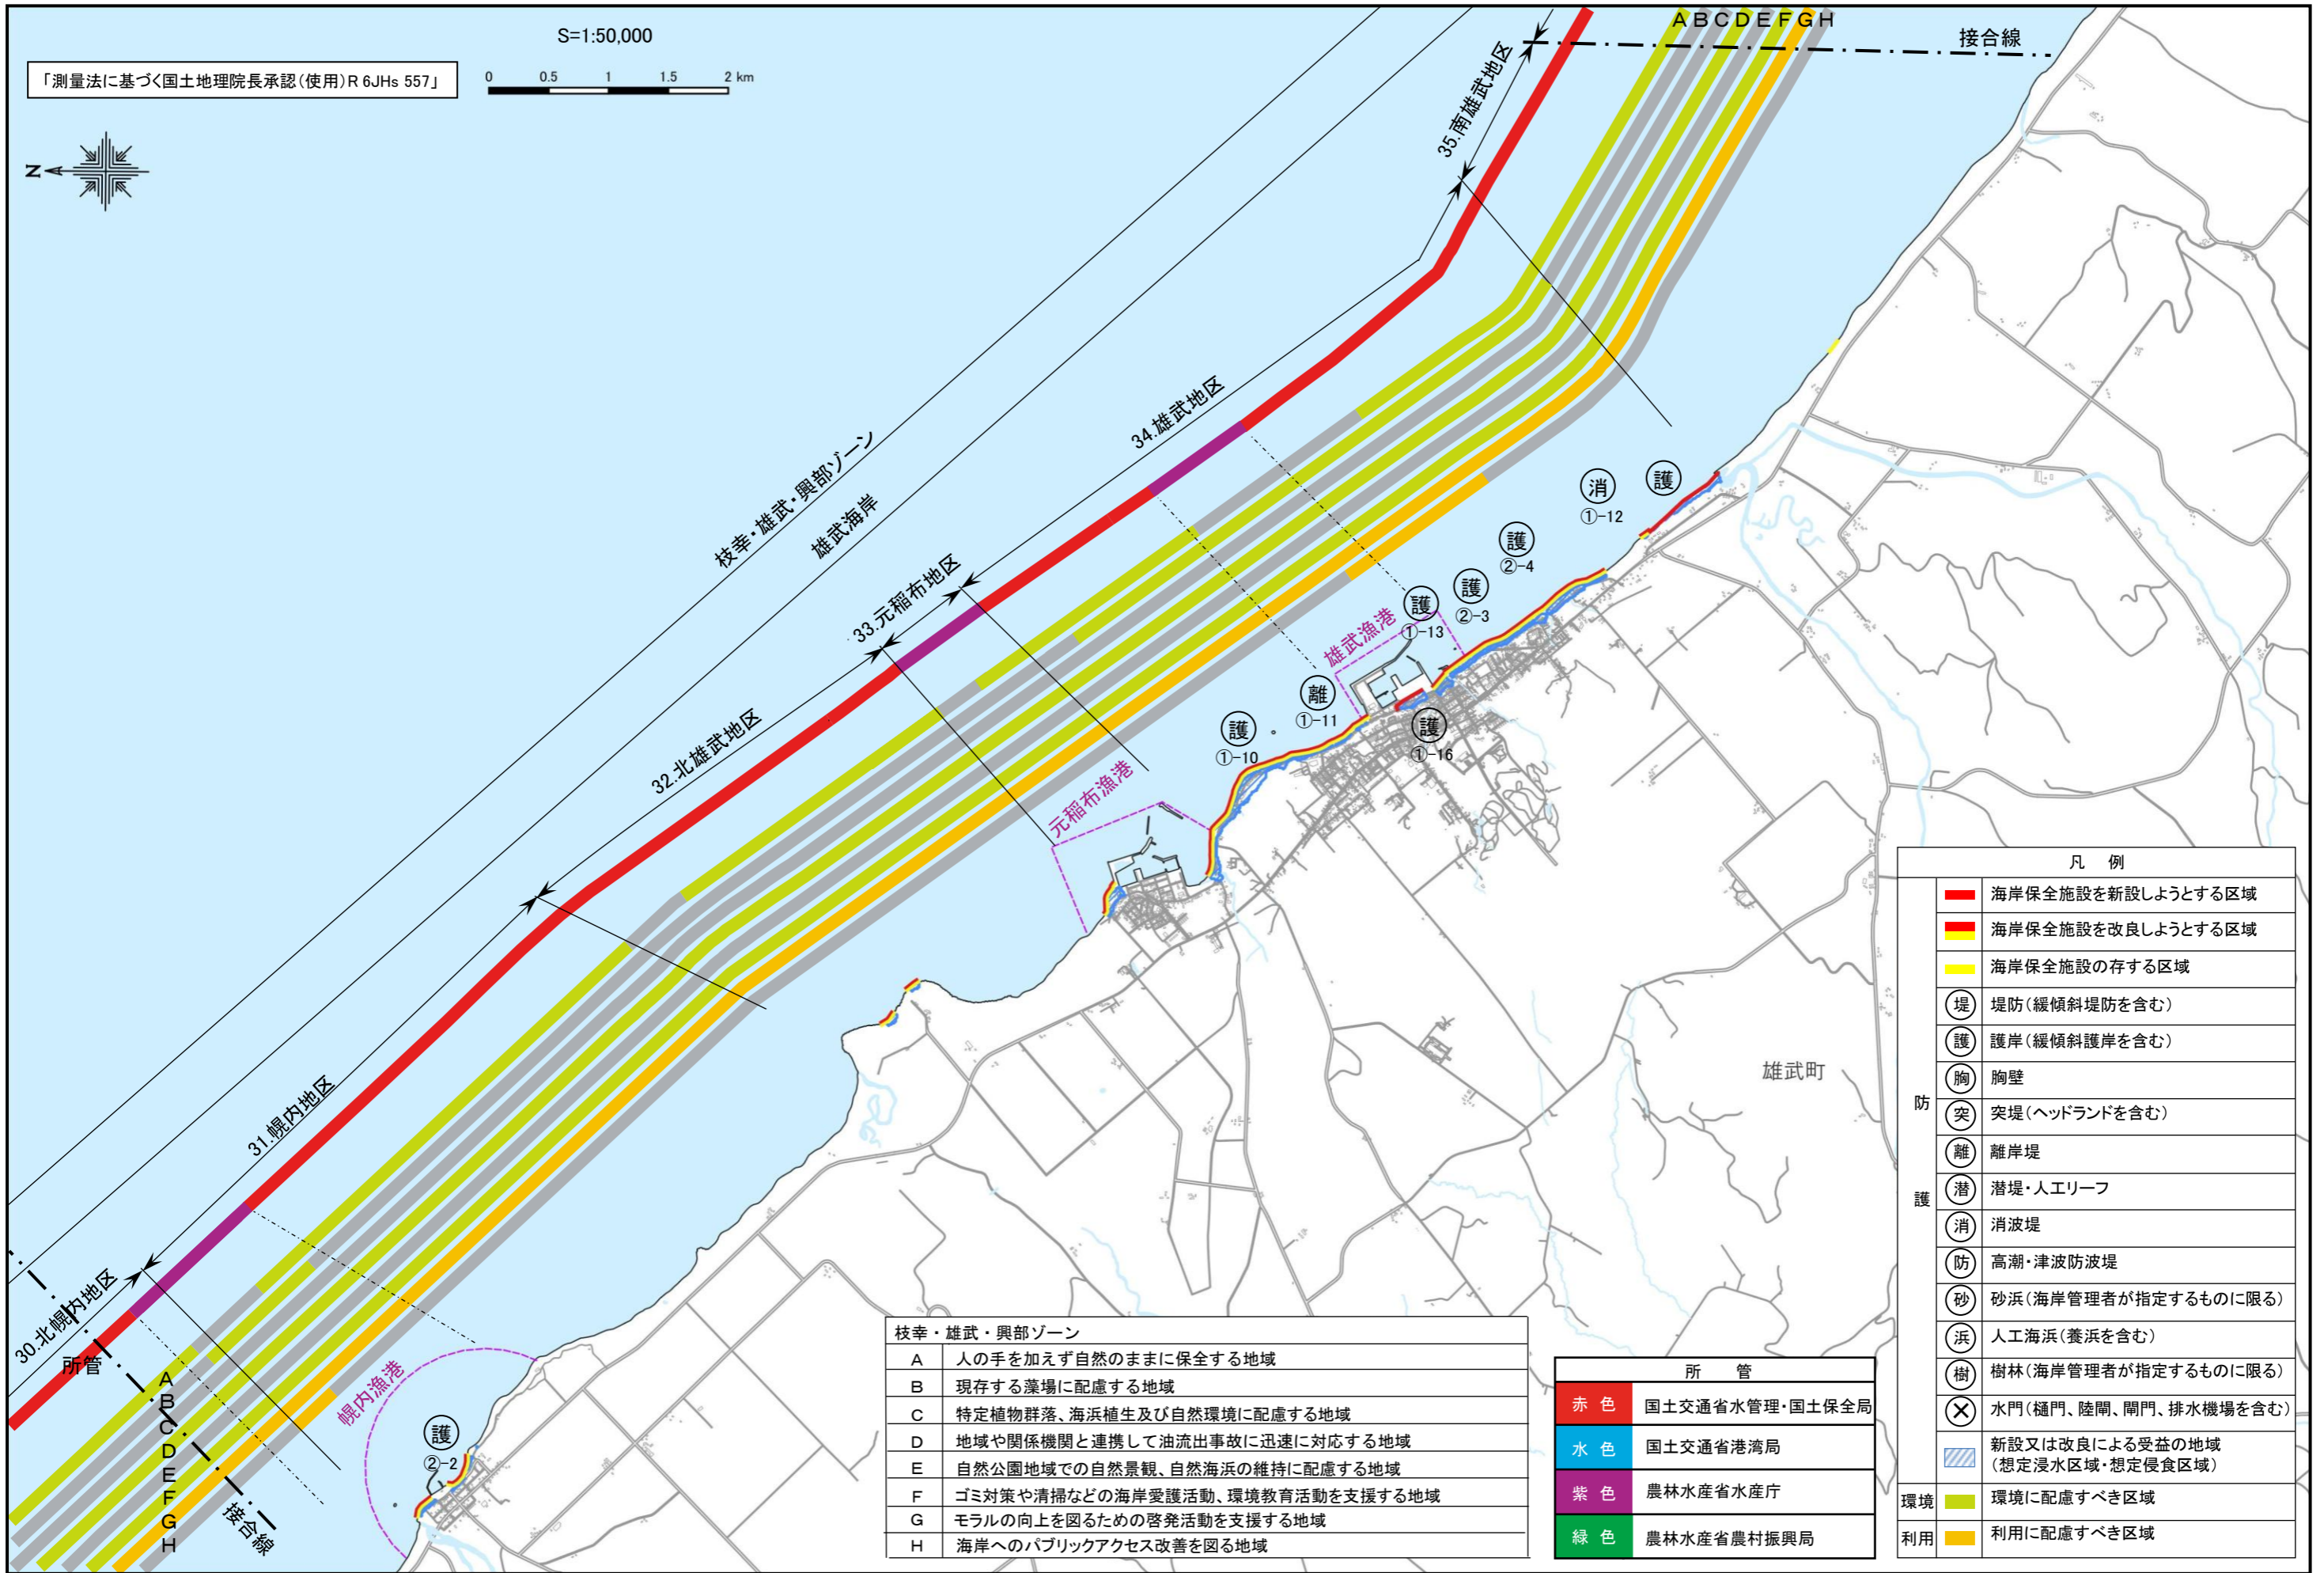 S=1:50,000
「測量法に基づく国土地理院長承認(使用)R 6JHs 557」
0 0.5 1 1.5 2 km
N
A B C D E F G H
接合線
35.南雄武地区
34.雄武地区
枝幸・雄武・興部ゾーン
雄武海岸
33.元稲布地区
32.北雄武地区
31.幌内地区
30.北幌内地区
所管
A
B
C
D
E
F
G
H
接合線
消
①-12
護
護
②-4
護
②-3
護
①-13
雄武漁港
離
①-11
護
①-10
護
①-16
元稲布漁港
幌内漁港
護
②-2
雄武町
枝幸・雄武・興部ゾーン
A 人の手を加えず自然のままに保全する地域
B 現存する藻場に配慮する地域
C 特定植物群落、海浜植生及び自然環境に配慮する地域
D 地域や関係機関と連携して油流出事故に迅速に対応する地域
E 自然公園地域での自然景観、自然海浜の維持に配慮する地域
F ゴミ対策や清掃などの海岸愛護活動、環境教育活動を支援する地域
G モラルの向上を図るための啓発活動を支援する地域
H 海岸へのパブリックアクセス改善を図る地域
所管
赤色 国土交通省水管理・国土保全局
水色 国土交通省港湾局
紫色 農林水産省水産庁
緑色 農林水産省農村振興局
凡例
防護
海岸保全施設を新設しようとする区域
海岸保全施設を改良しようとする区域
海岸保全施設の存する区域
堤 堤防(緩傾斜堤防を含む)
護 護岸(緩傾斜護岸を含む)
胸 胸壁
突 突堤(ヘッドランドを含む)
離 離岸堤
潜 潜堤・人工リーフ
消 消波堤
防 高潮・津波防波堤
砂 砂浜(海岸管理者が指定するものに限る)
浜 人工海浜(養浜を含む)
樹 樹林(海岸管理者が指定するものに限る)
水門(樋門、陸閘、閘門、排水機場を含む)
新設又は改良による受益の地域
(想定浸水区域・想定侵食区域)
環境 環境に配慮すべき区域
利用 利用に配慮すべき区域